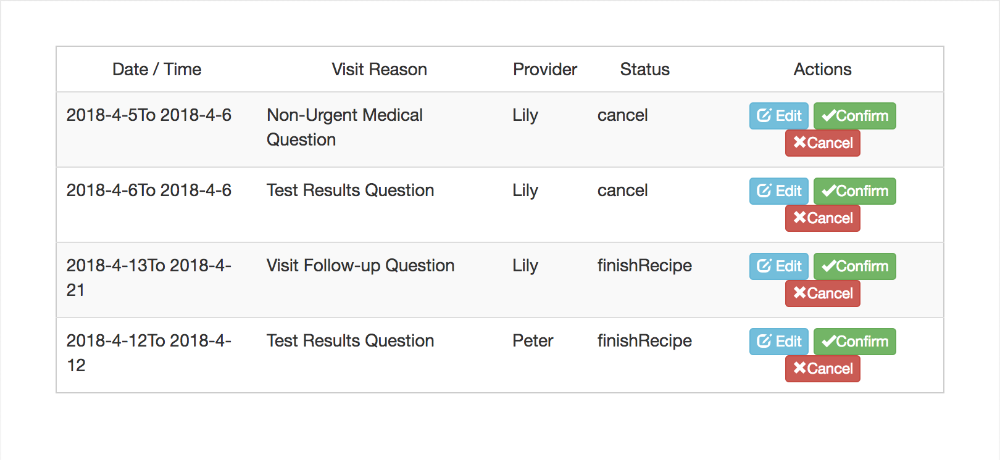 Date / Time Visit Reason Provider Status Actions
2018-4-5To 2018-4-6 Non-Urgent Medical Lily cancel Edit Confirm
Question Cancel
2018-4-6To 2018-4-6 Test Results Question Lily cancel Edit Confirm
Cancel
2018-4-13To 2018-4- Visit Follow-up Question Lily finishRecipe Edit Confirm
21 Cancel
2018-4-12To 2018-4- Test Results Question Peter finishRecipe Edit Confirm
12 Cancel